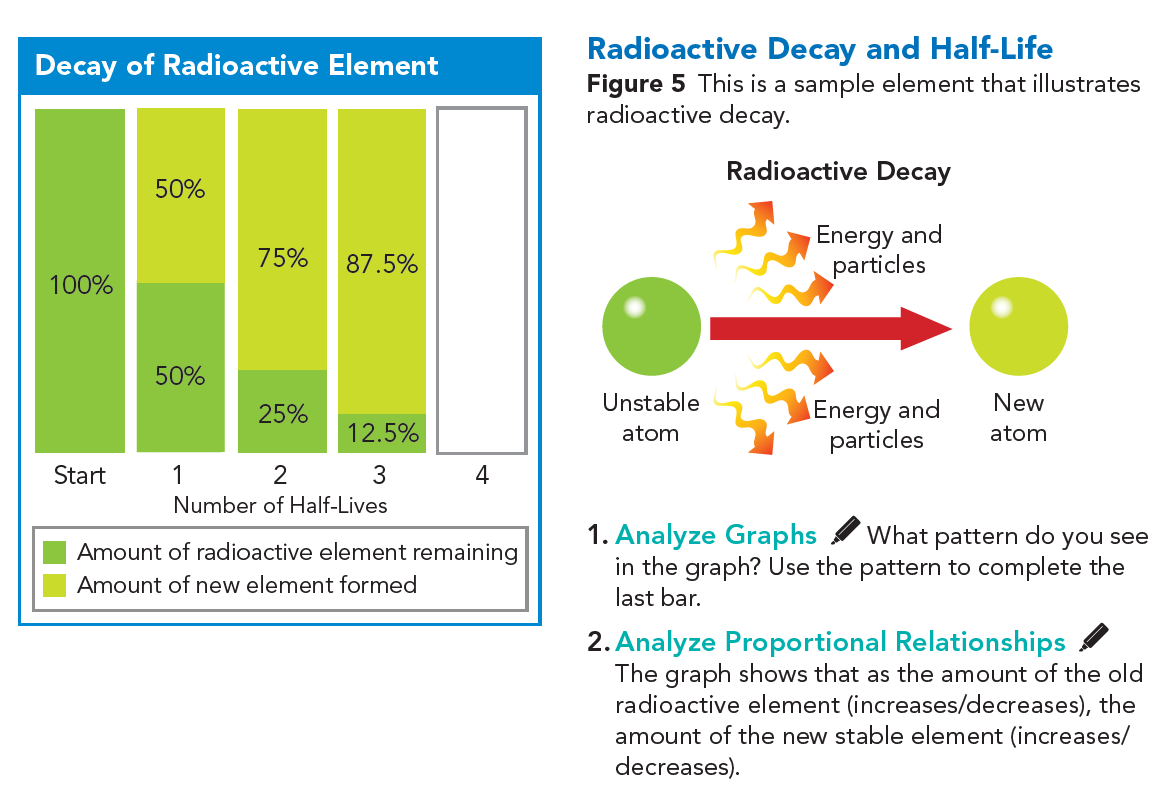 Decay of Radioactive Element
100%
50%
50%
75%
25%
87.5%
12.5%
Start
1
2
3
4
Number of Half-Lives
Amount of radioactive element remaining
Amount of new element formed
Radioactive Decay and Half-Life
Figure 5 This is a sample element that illustrates
radioactive decay.
Radioactive Decay
Energy and
particles
Unstable
atom
Energy and
particles
New
atom
1. Analyze Graphs What pattern do you see
in the graph? Use the pattern to complete the
last bar.
2. Analyze Proportional Relationships
The graph shows that as the amount of the old
radioactive element (increases/decreases), the
amount of the new stable element (increases/
decreases).